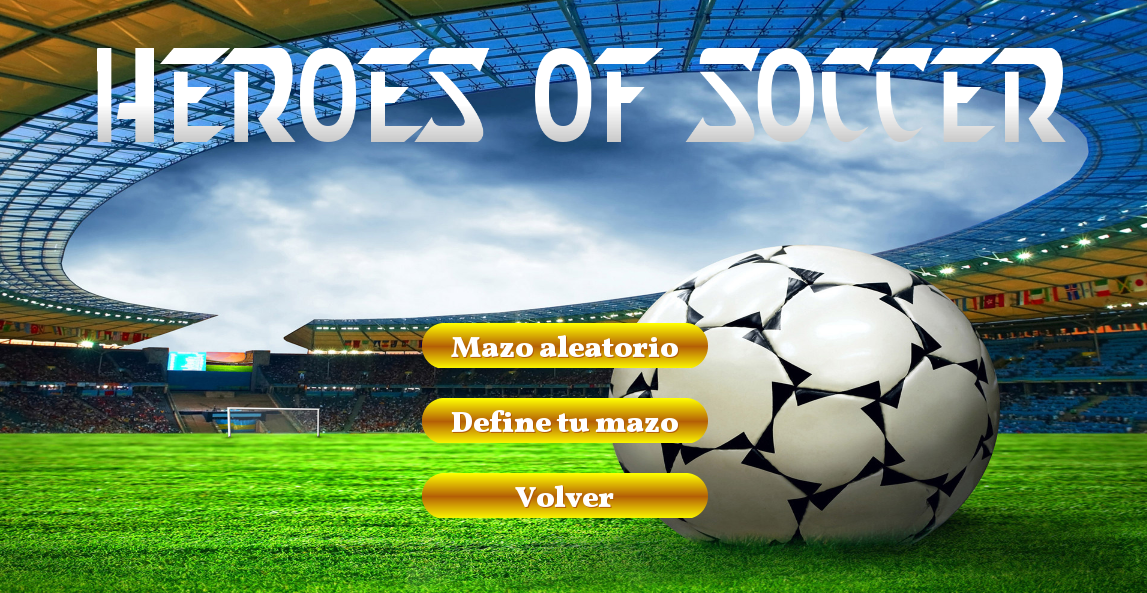 HEROES OF SOCCER
Mazo aleatorio
Define tu mazo
Volver